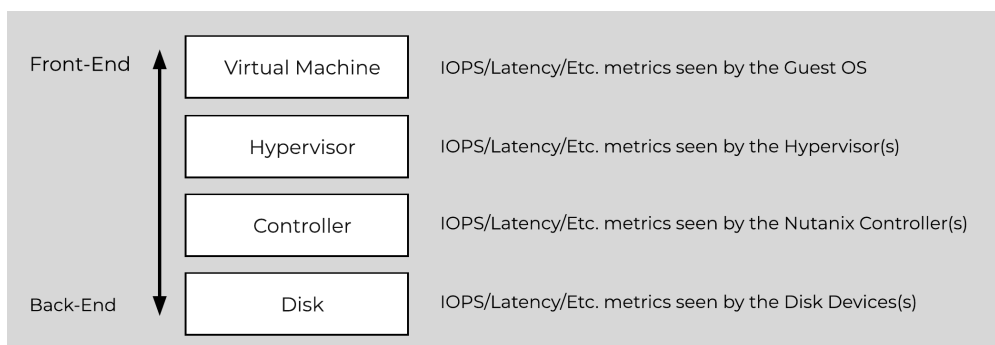 Front-End
Virtual Machine
IOPS/Latency/Etc. metrics seen by the Guest OS
Hypervisor
IOPS/Latency/Etc. metrics seen by the Hypervisor(s)
Controller
IOPS/Latency/Etc. metrics seen by the Nutanix Controller(s)
Back-End
Disk
IOPS/Latency/Etc. metrics seen by the Disk Devices(s)